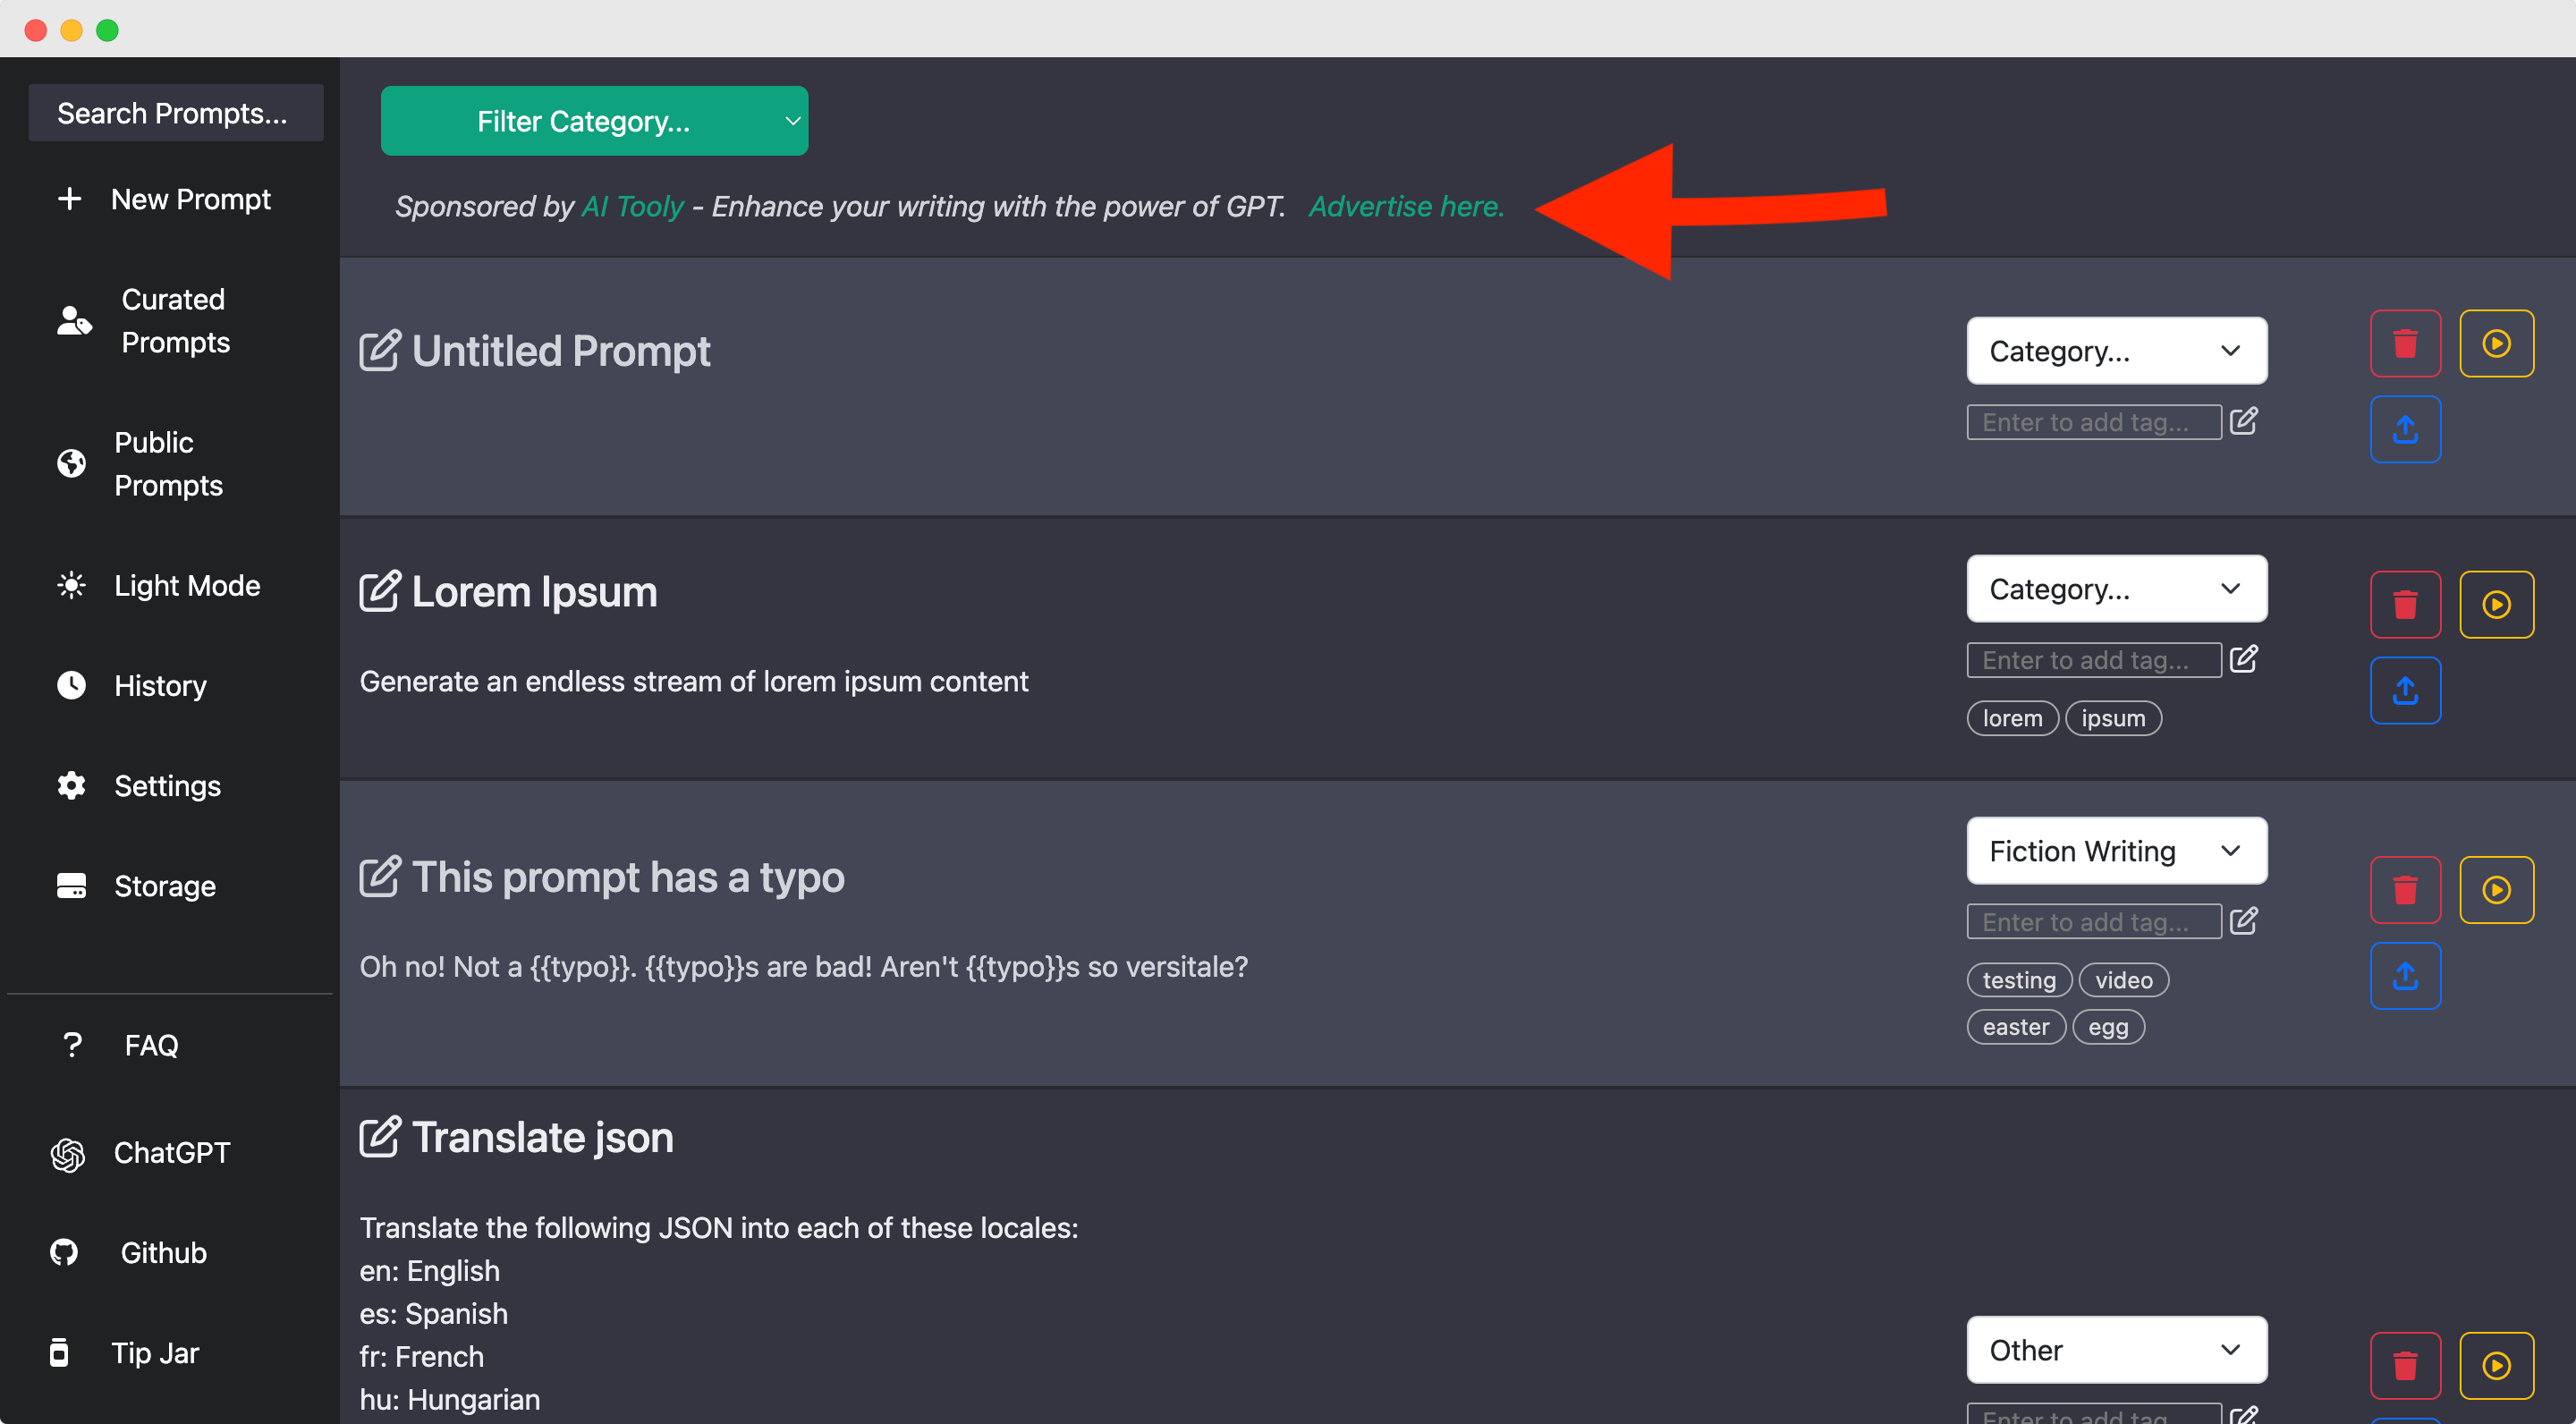 Search Prompts...
New Prompt
Curated
Prompts
Public
Prompts
Light Mode
History
Settings
Storage
FAQ
ChatGPT
Github
Tip Jar
Filter Category...
Sponsored by AI Tooly - Enhance your writing with the power of GPT. Advertise here.
Untitled Prompt
Category...
Enter to add tag...
Lorem Ipsum
Generate an endless stream of lorem ipsum content
Category...
Enter to add tag...
lorem ipsum
This prompt has a typo
Oh no! Not a {{typo}}. {{typo}}s are bad! Aren't {{typo}}s so versitale?
Fiction Writing
Enter to add tag...
testing video
easter egg
Translate json
Translate the following JSON into each of these locales:
en: English
es: Spanish
fr: French
hu: Hungarian
Other
Enter to add tag...